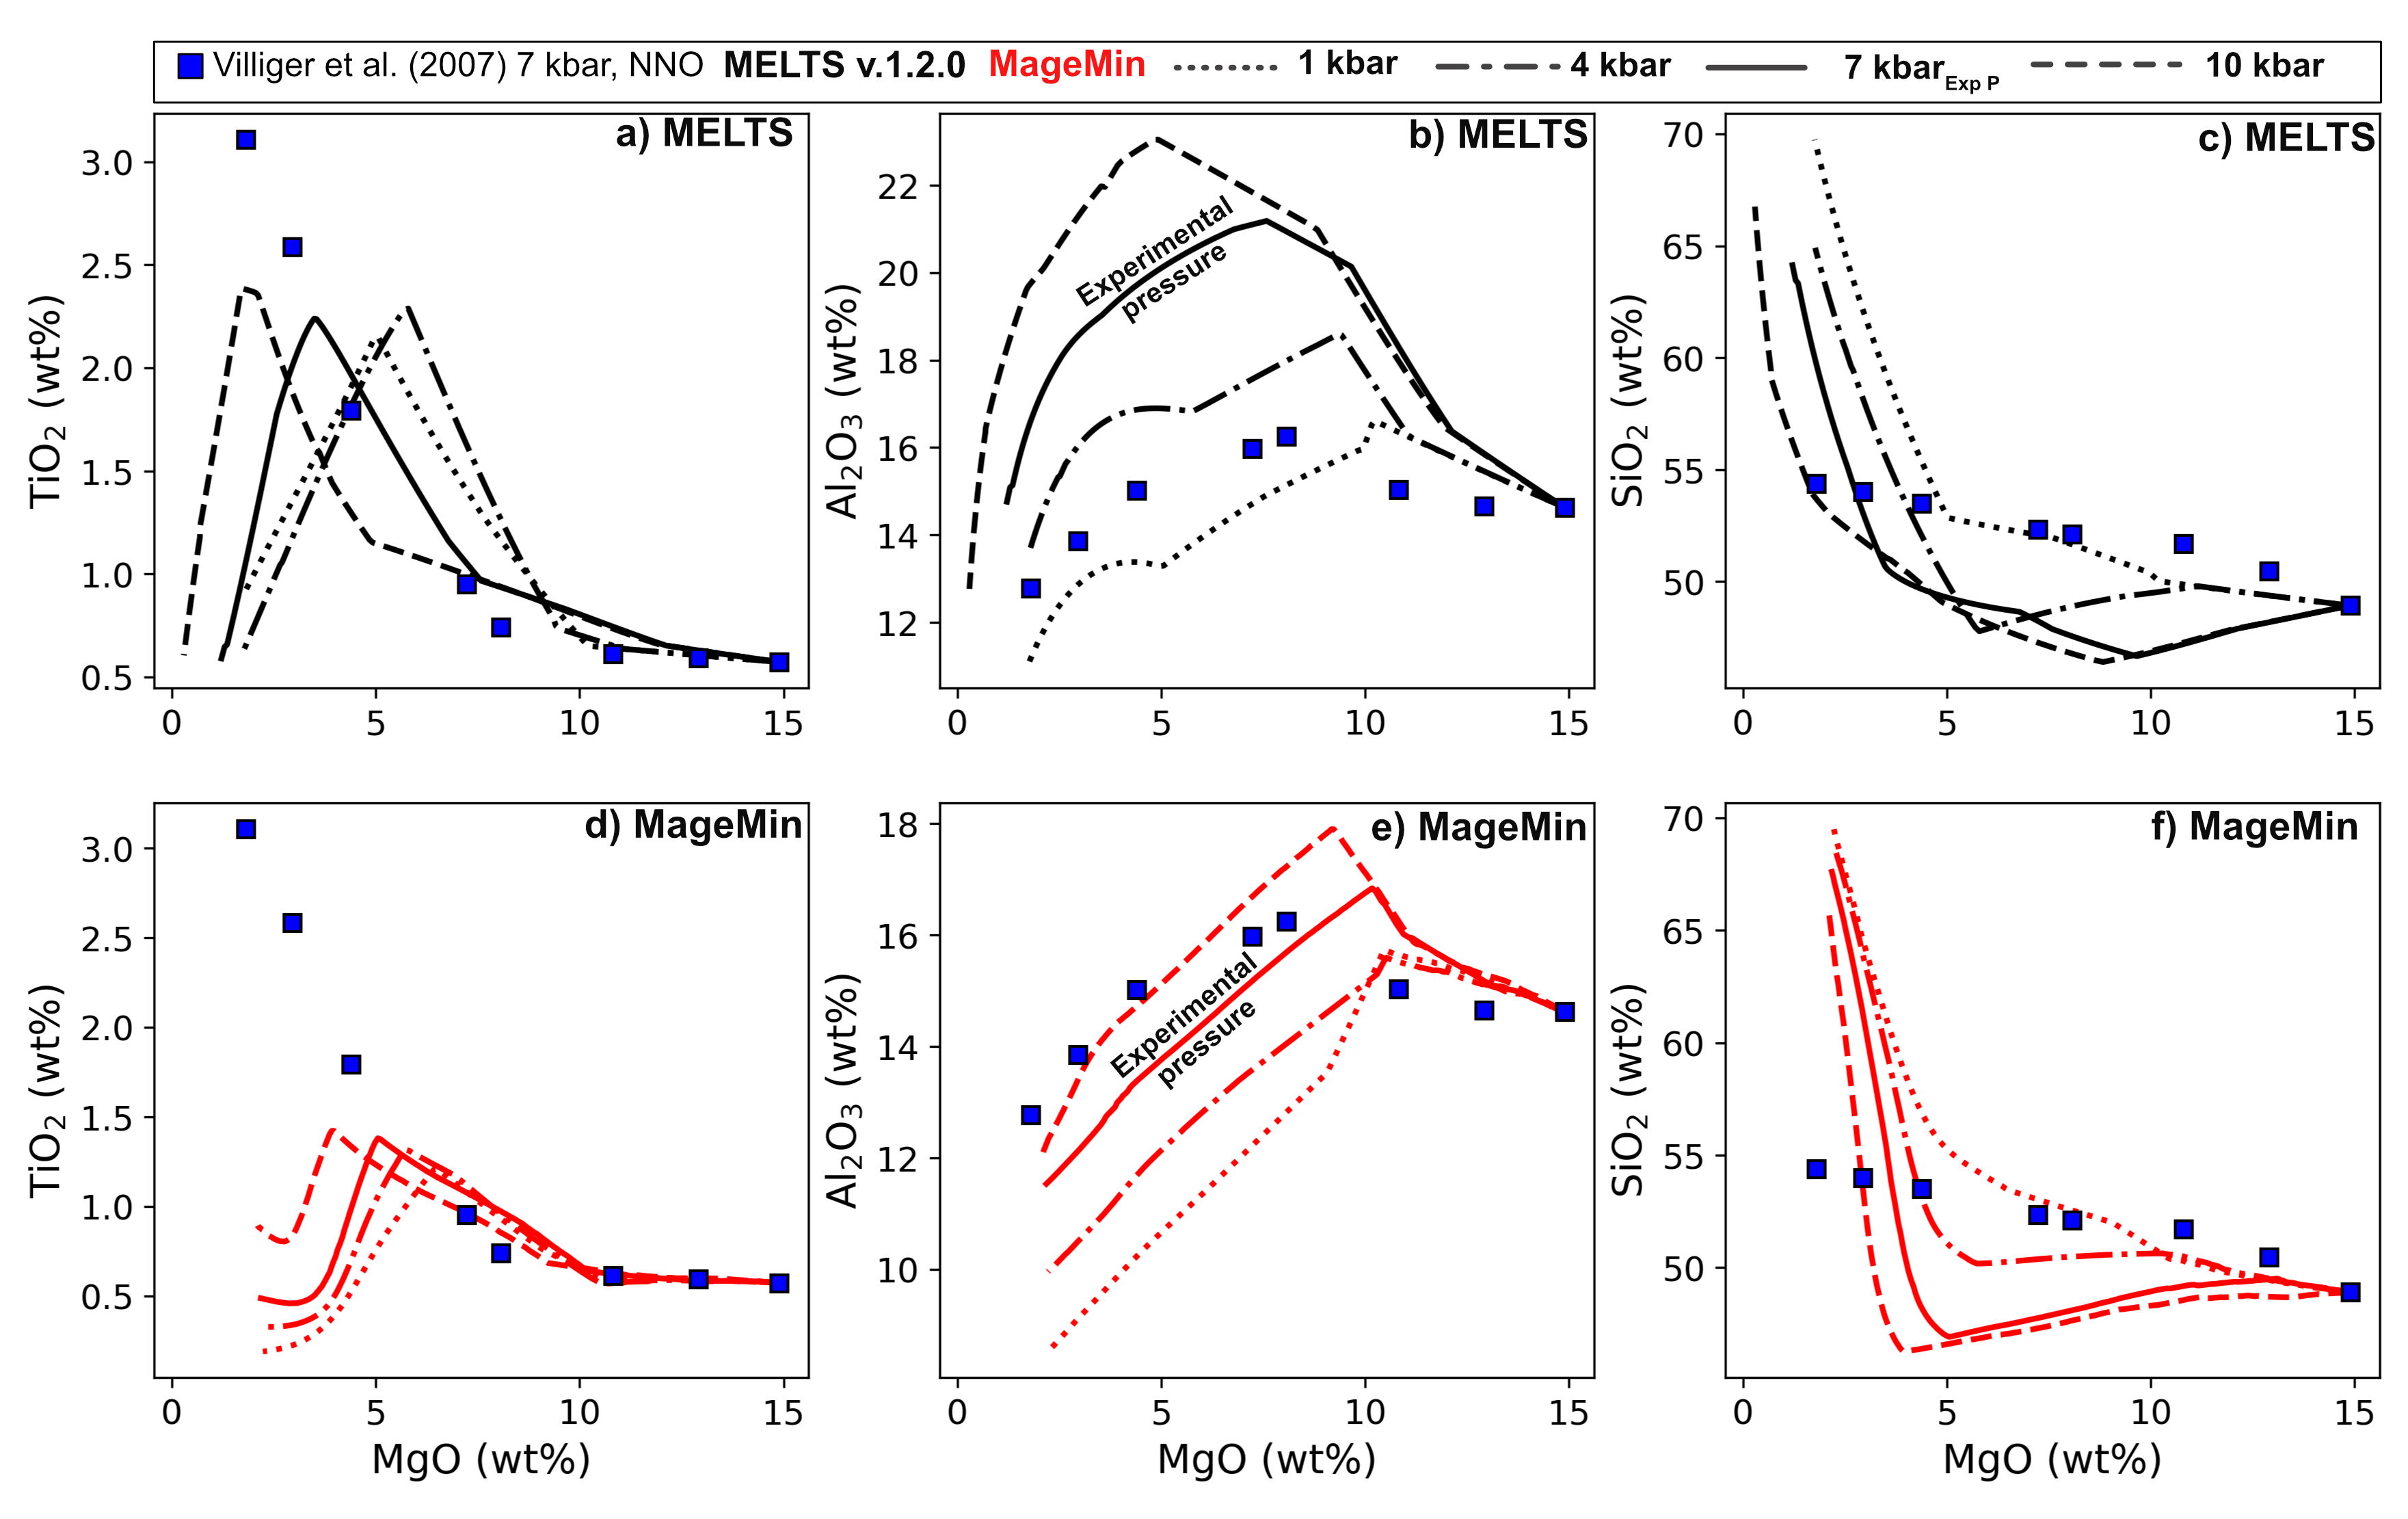 Villiger et al. (2007) 7 kbar, NNO MELTS v.1.2.0 MageMin 1 kbar 4 kbar 7 kbar Exp P 10 kbar
a) MELTS
TiO2 (wt%)
3.0
2.5
2.0
1.5
1.0
0.5
0 5 10 15
b) MELTS
Al2O3 (wt%)
22
20
18
16
14
12
Experimental
pressure
0 5 10 15
c) MELTS
SiO2 (wt%)
70
65
60
55
50
0 5 10 15
d) MageMin
TiO2 (wt%)
3.0
2.5
2.0
1.5
1.0
0.5
0 5 10 15
MgO (wt%)
e) MageMin
Al2O3 (wt%)
18
16
14
12
10
Experimental
pressure
0 5 10 15
MgO (wt%)
f) MageMin
SiO2 (wt%)
70
65
60
55
50
0 5 10 15
MgO (wt%)